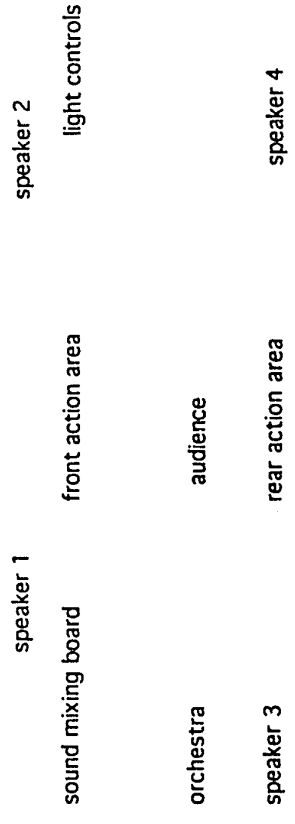 speaker 1 speaker 2
sound mixing board front action area light controls
orchestra audience
speaker 3 rear action area speaker 4